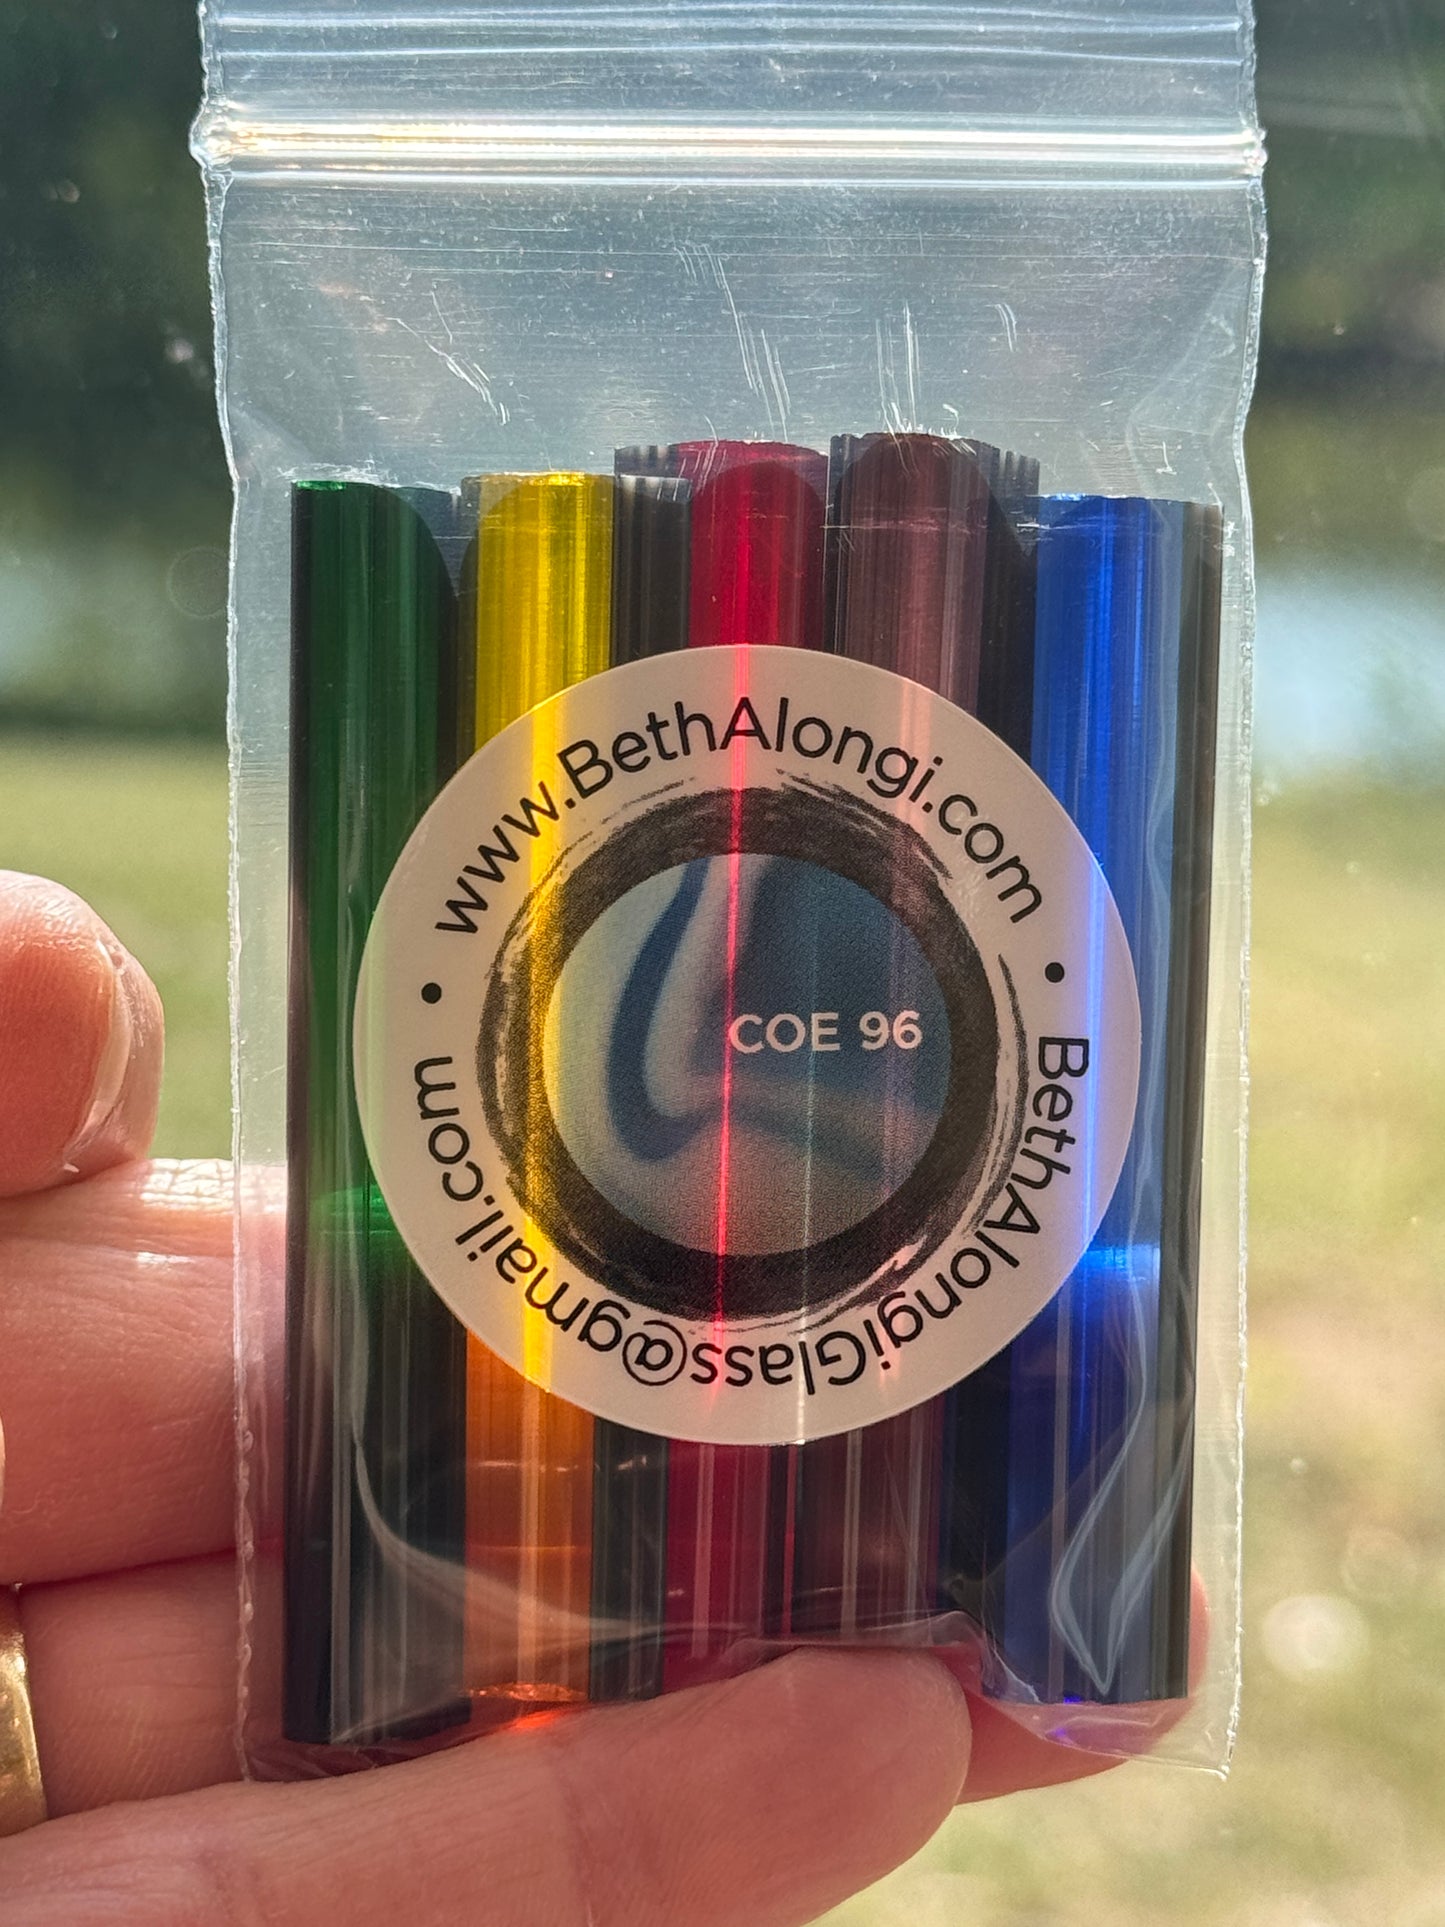 www.BethAlongi.com
• BethAlongiGlass@gmail.com •
COE 96